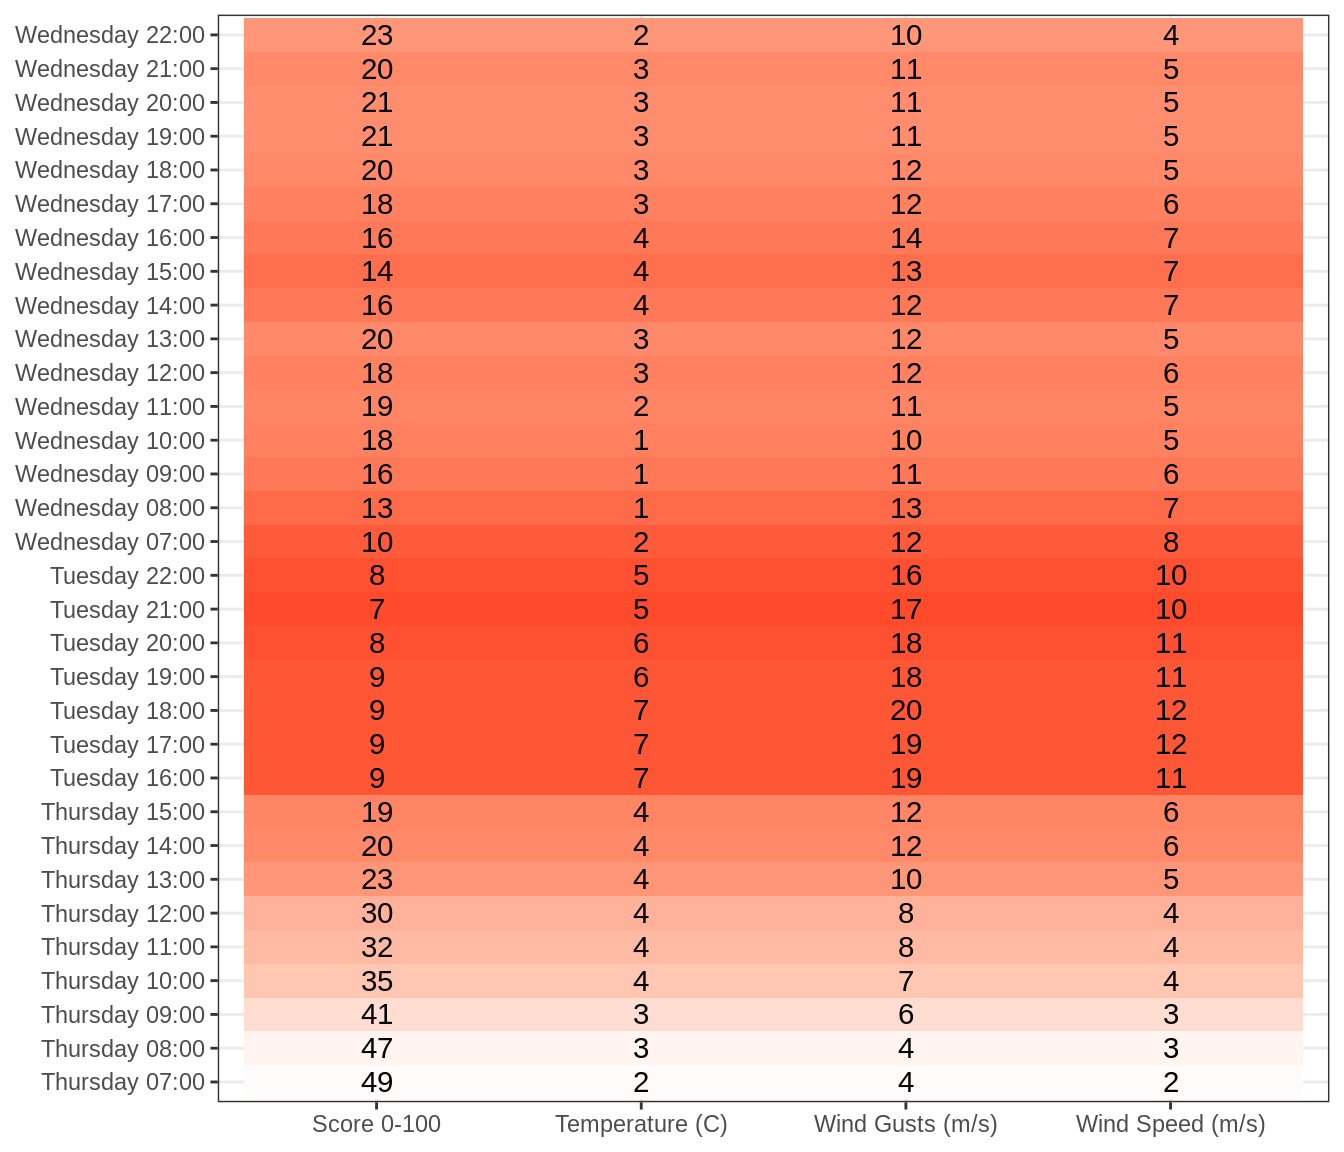 Wednesday 22:00 23 2 10 4
Wednesday 21:00 20 3 11 5
Wednesday 20:00 21 3 11 5
Wednesday 19:00 21 3 11 5
Wednesday 18:00 20 3 12 5
Wednesday 17:00 18 3 12 6
Wednesday 16:00 16 4 14 7
Wednesday 15:00 14 4 13 7
Wednesday 14:00 16 4 12 7
Wednesday 13:00 20 3 12 5
Wednesday 12:00 18 3 12 6
Wednesday 11:00 19 2 11 5
Wednesday 10:00 18 1 10 5
Wednesday 09:00 16 1 11 6
Wednesday 08:00 13 1 13 7
Wednesday 07:00 10 2 12 8
Tuesday 22:00 8 5 16 10
Tuesday 21:00 7 5 17 10
Tuesday 20:00 8 6 18 11
Tuesday 19:00 9 6 18 11
Tuesday 18:00 9 7 20 12
Tuesday 17:00 9 7 19 12
Tuesday 16:00 9 7 19 11
Thursday 15:00 19 4 12 6
Thursday 14:00 20 4 12 6
Thursday 13:00 23 4 10 5
Thursday 12:00 30 4 8 4
Thursday 11:00 32 4 8 4
Thursday 10:00 35 4 7 4
Thursday 09:00 41 3 6 3
Thursday 08:00 47 3 4 3
Thursday 07:00 49 2 4 2
Score 0-100 Temperature (C) Wind Gusts (m/s) Wind Speed (m/s)